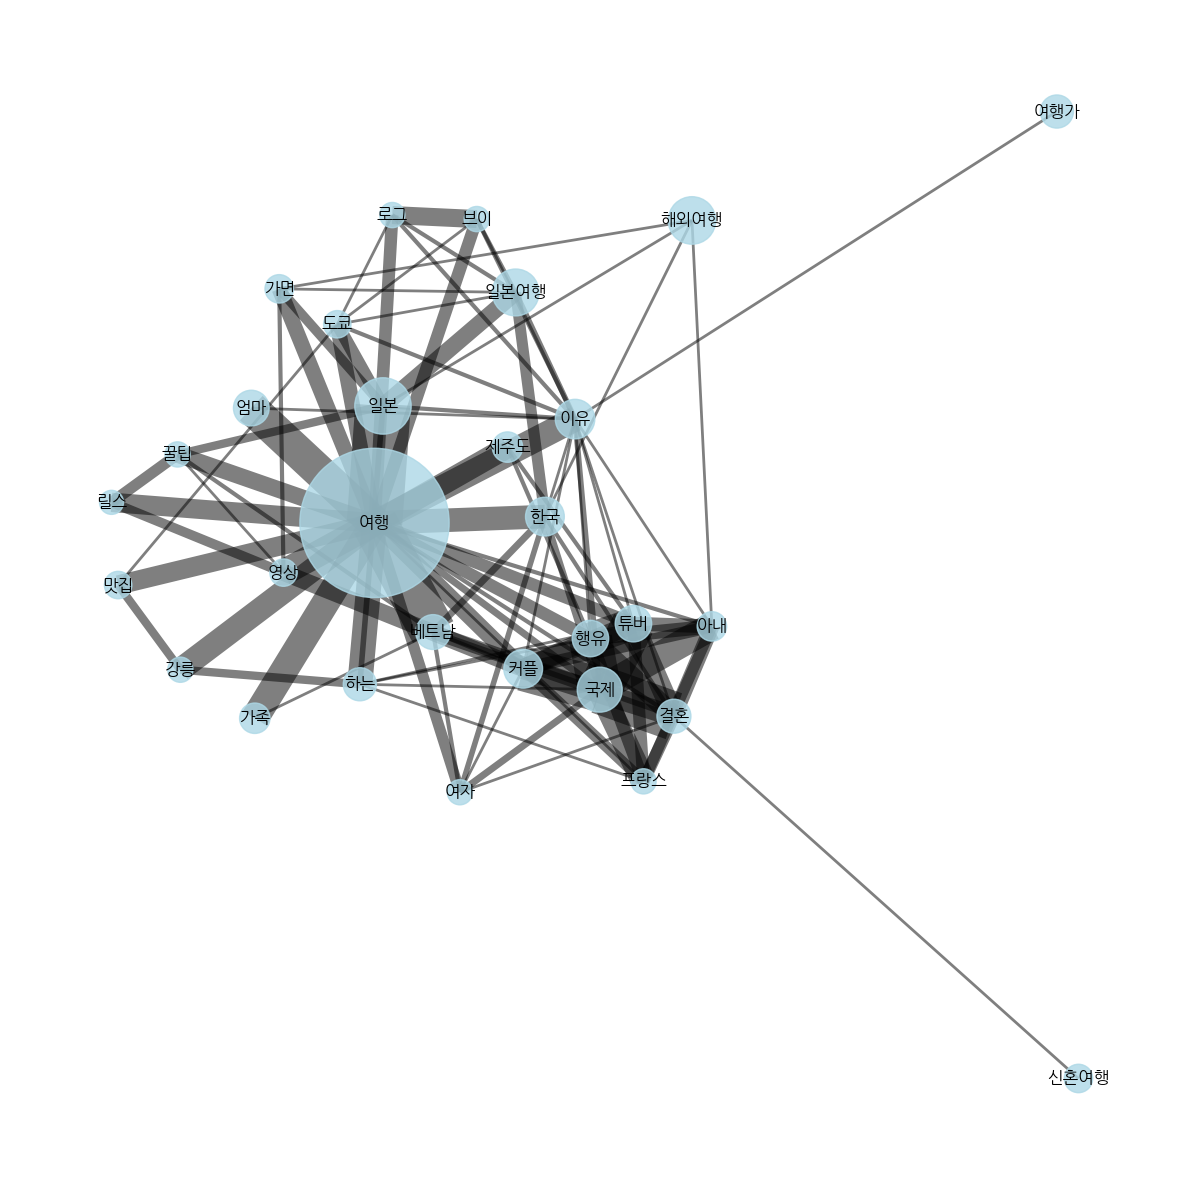 여행가
로그
브이
해외여행
가면
일본여행
도쿄
엄마
일본
이유
꿀팁
제주도
릴스
여행
한국
영상
맛집
베트남
행유
튜버
아내
강릉
하는
커플
국제
가족
결혼
여자
프랑스
신혼여행